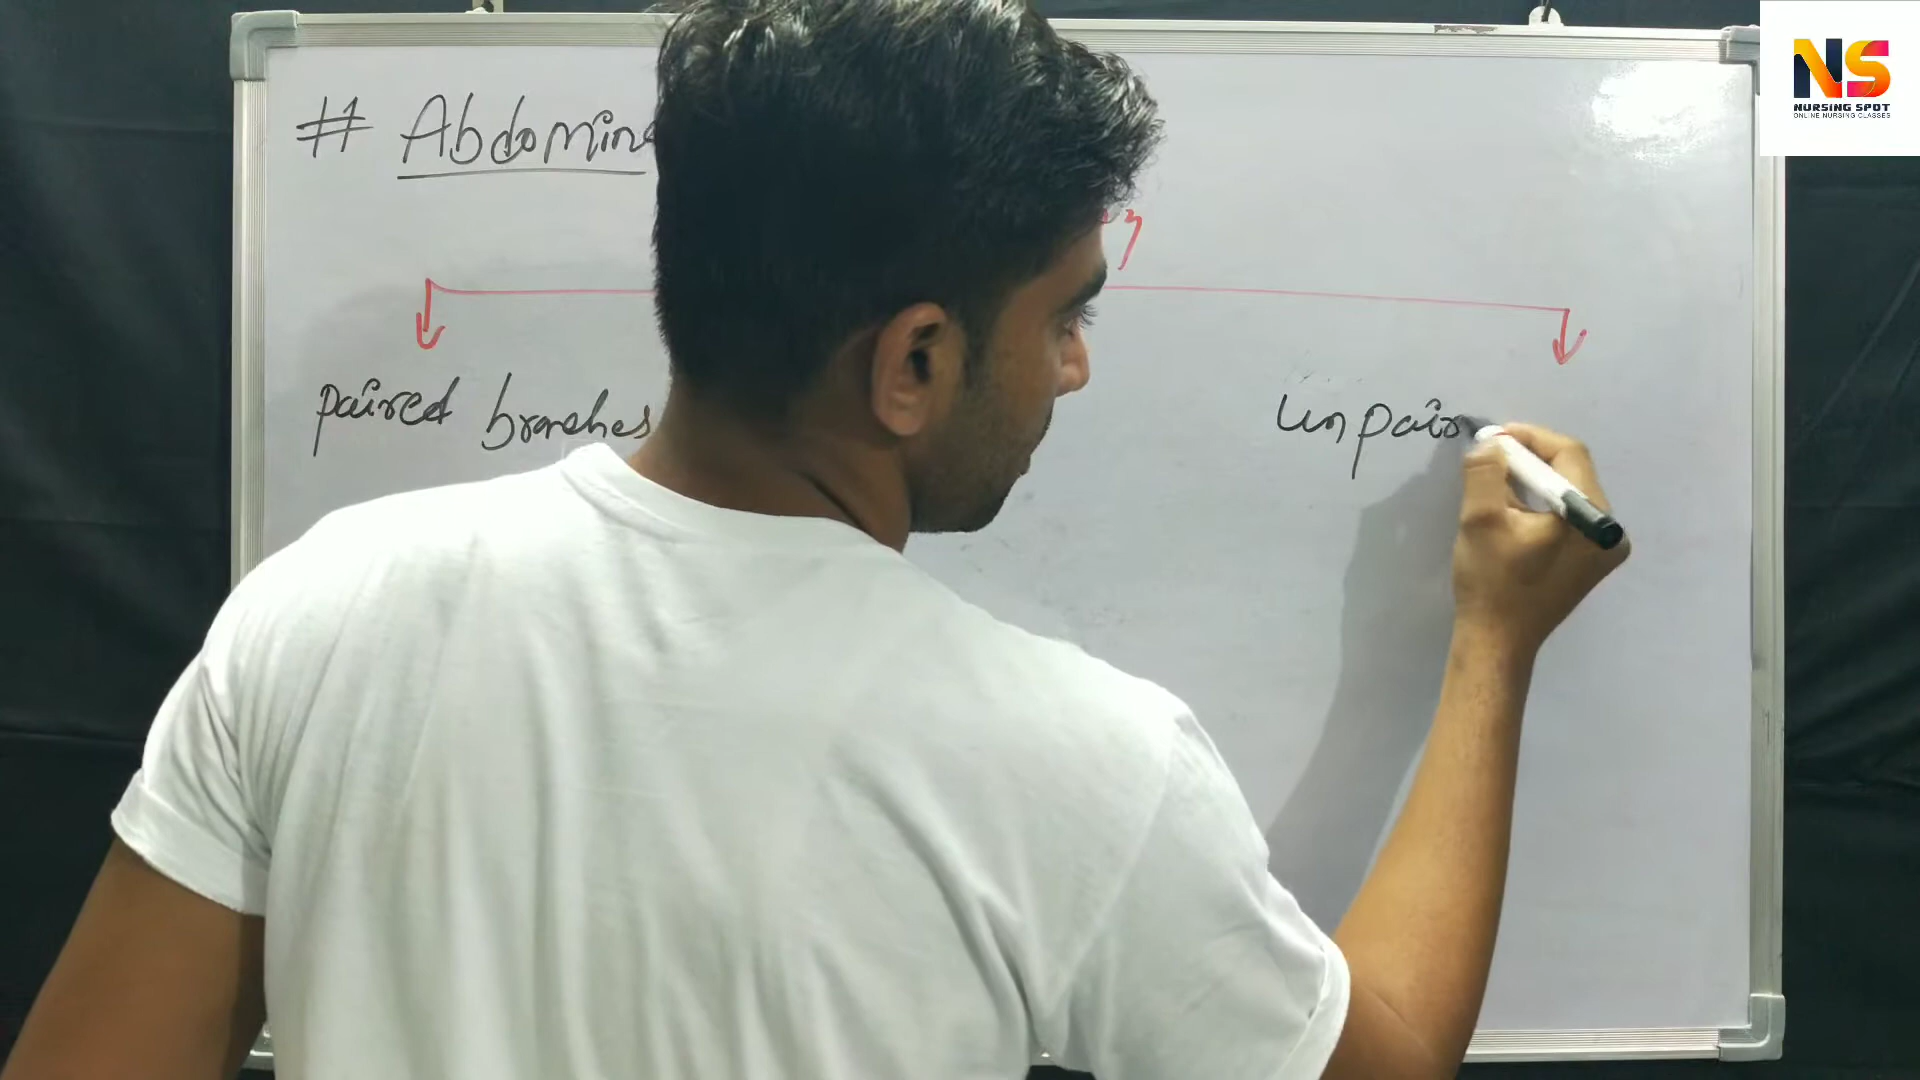 # Abdomin
paired branches
unpair
NS
NURSING SPOT
ONLINE NURSING CLASSES